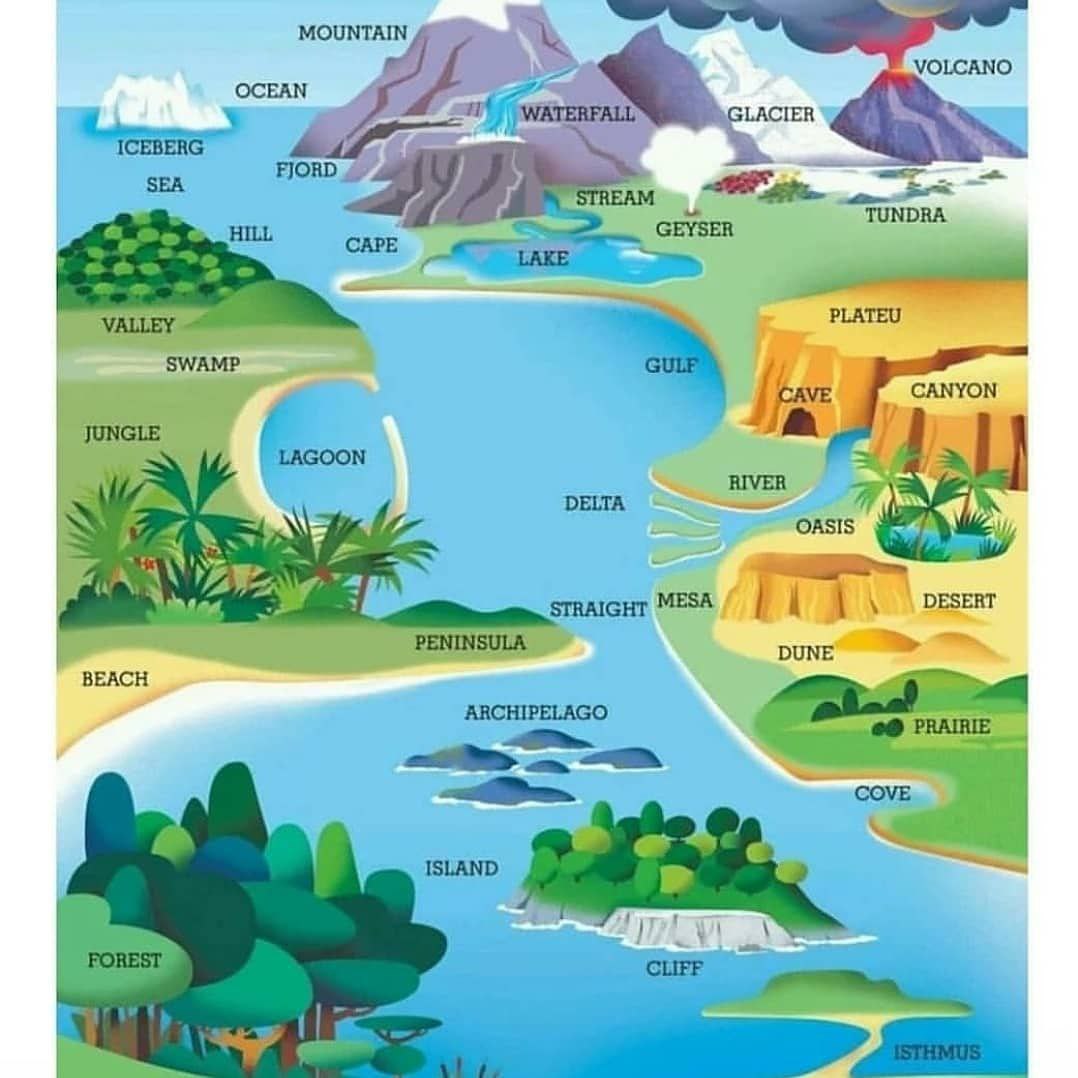 MOUNTAIN
VOLCANO
OCEAN
WATERFALL
GLACIER
ICEBERG
FJORD
SEA
STREAM
TUNDRA
GEYSER
HILL
CAPE
LAKE
PLATEU
VALLEY
SWAMP
GULF
CAVE
CANYON
JUNGLE
LAGOON
RIVER
DELTA
OASIS
STRAIGHT
MESA
DESERT
PENINSULA
DUNE
BEACH
ARCHIPELAGO
PRAIRIE
COVE
ISLAND
FOREST
CLIFF
ISTHMUS